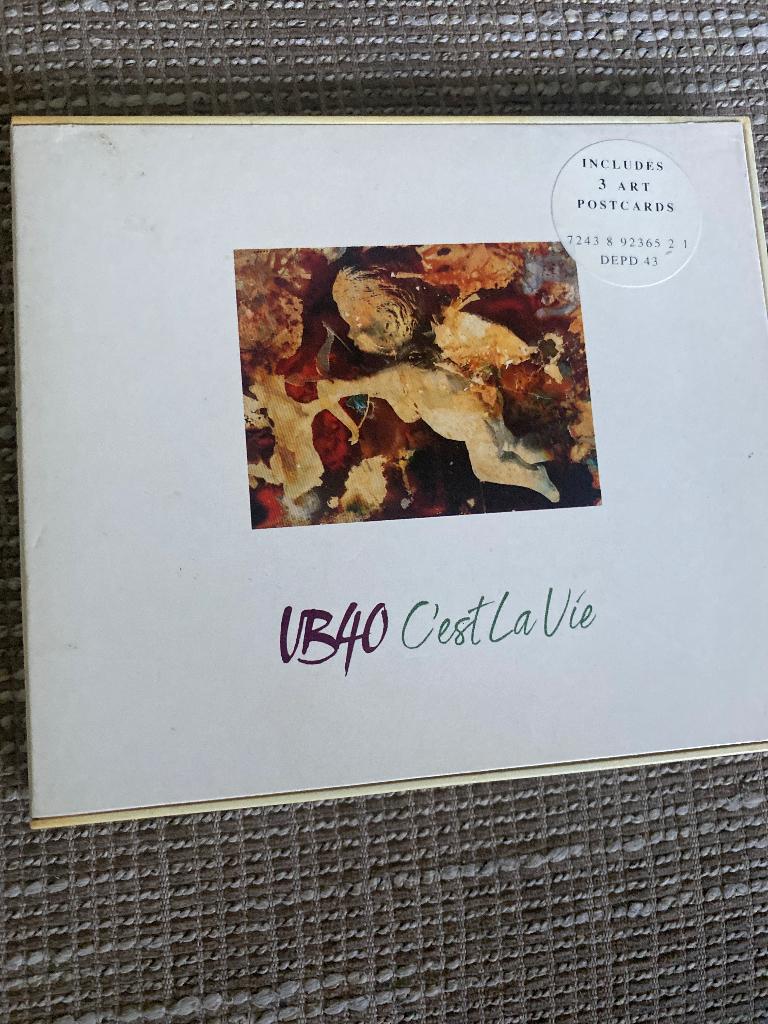 INCLUDES
3 ART
POSTCARDS
7243 8 92365 2 1
DEPD 43
UB40 C'est La Vie